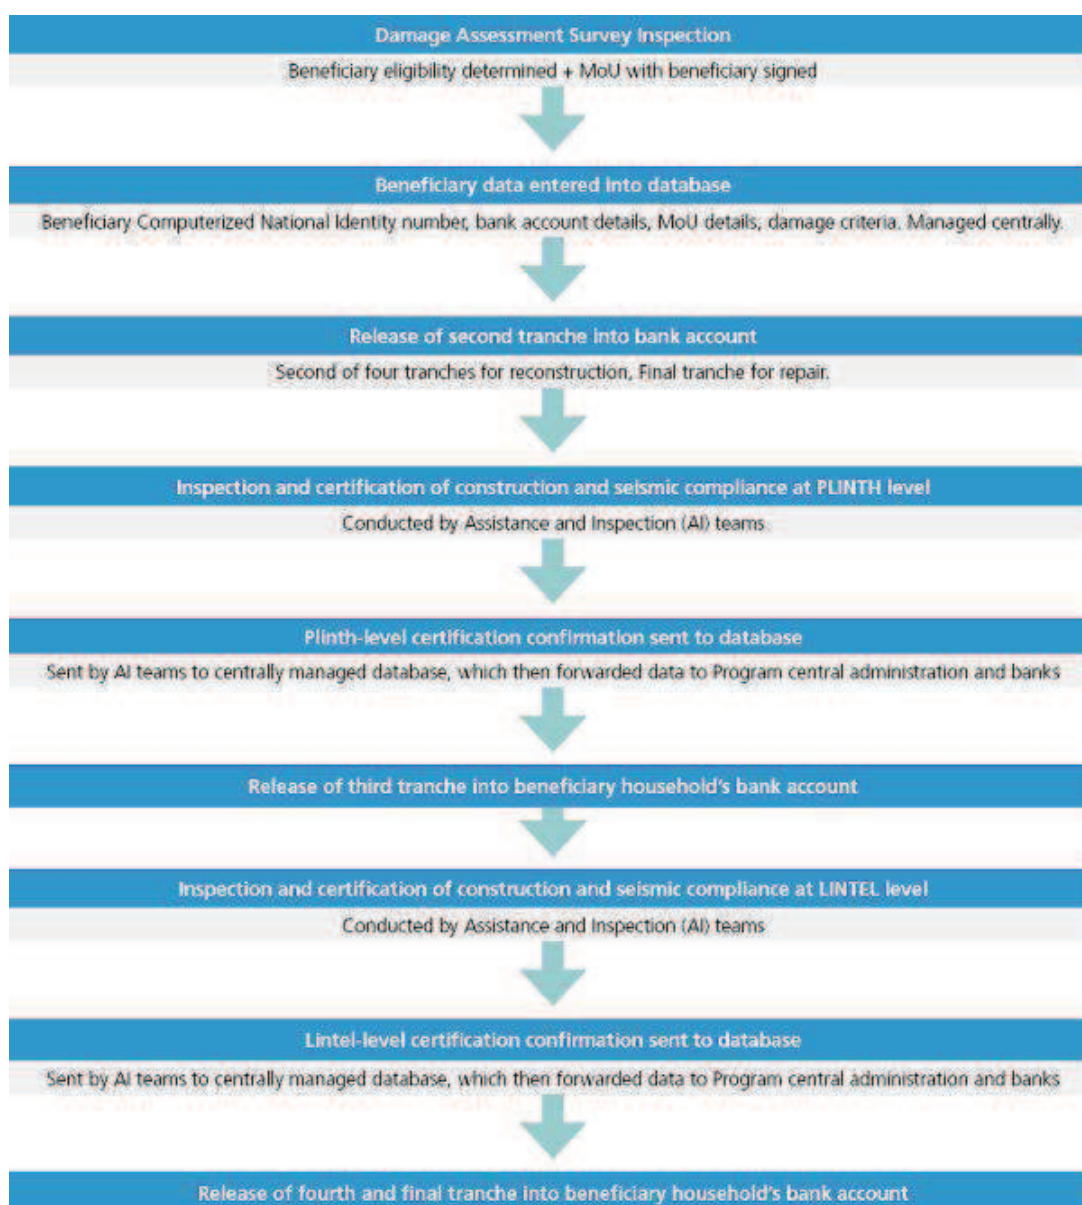 Damage Assessment Survey Inspection
Beneficiary eligibility determined + MoU with beneficiary signed
Beneficiary data entered into database
Beneficiary Computerized National Identity number, bank account details, MoU details, damage criteria. Managed centrally.
Release of second tranche into bank account
Second of four tranches for reconstruction, Final tranche for repair.
Inspection and certification of construction and seismic compliance at PLINTH level
Conducted by Assistance and Inspection (AI) teams
Plinth-level certification confirmation sent to database
Sent by AI teams to centrally managed database, which then forwarded data to Program central administration and banks
Release of third tranche into beneficiary household's bank account
Inspection and certification of construction and seismic compliance at LINTEL level
Conducted by Assistance and Inspection (AI) teams
Lintel-level certification confirmation sent to database
Sent by AI teams to centrally managed database, which then forwarded data to Program central administration and banks
Release of fourth and final tranche into beneficiary household's bank account